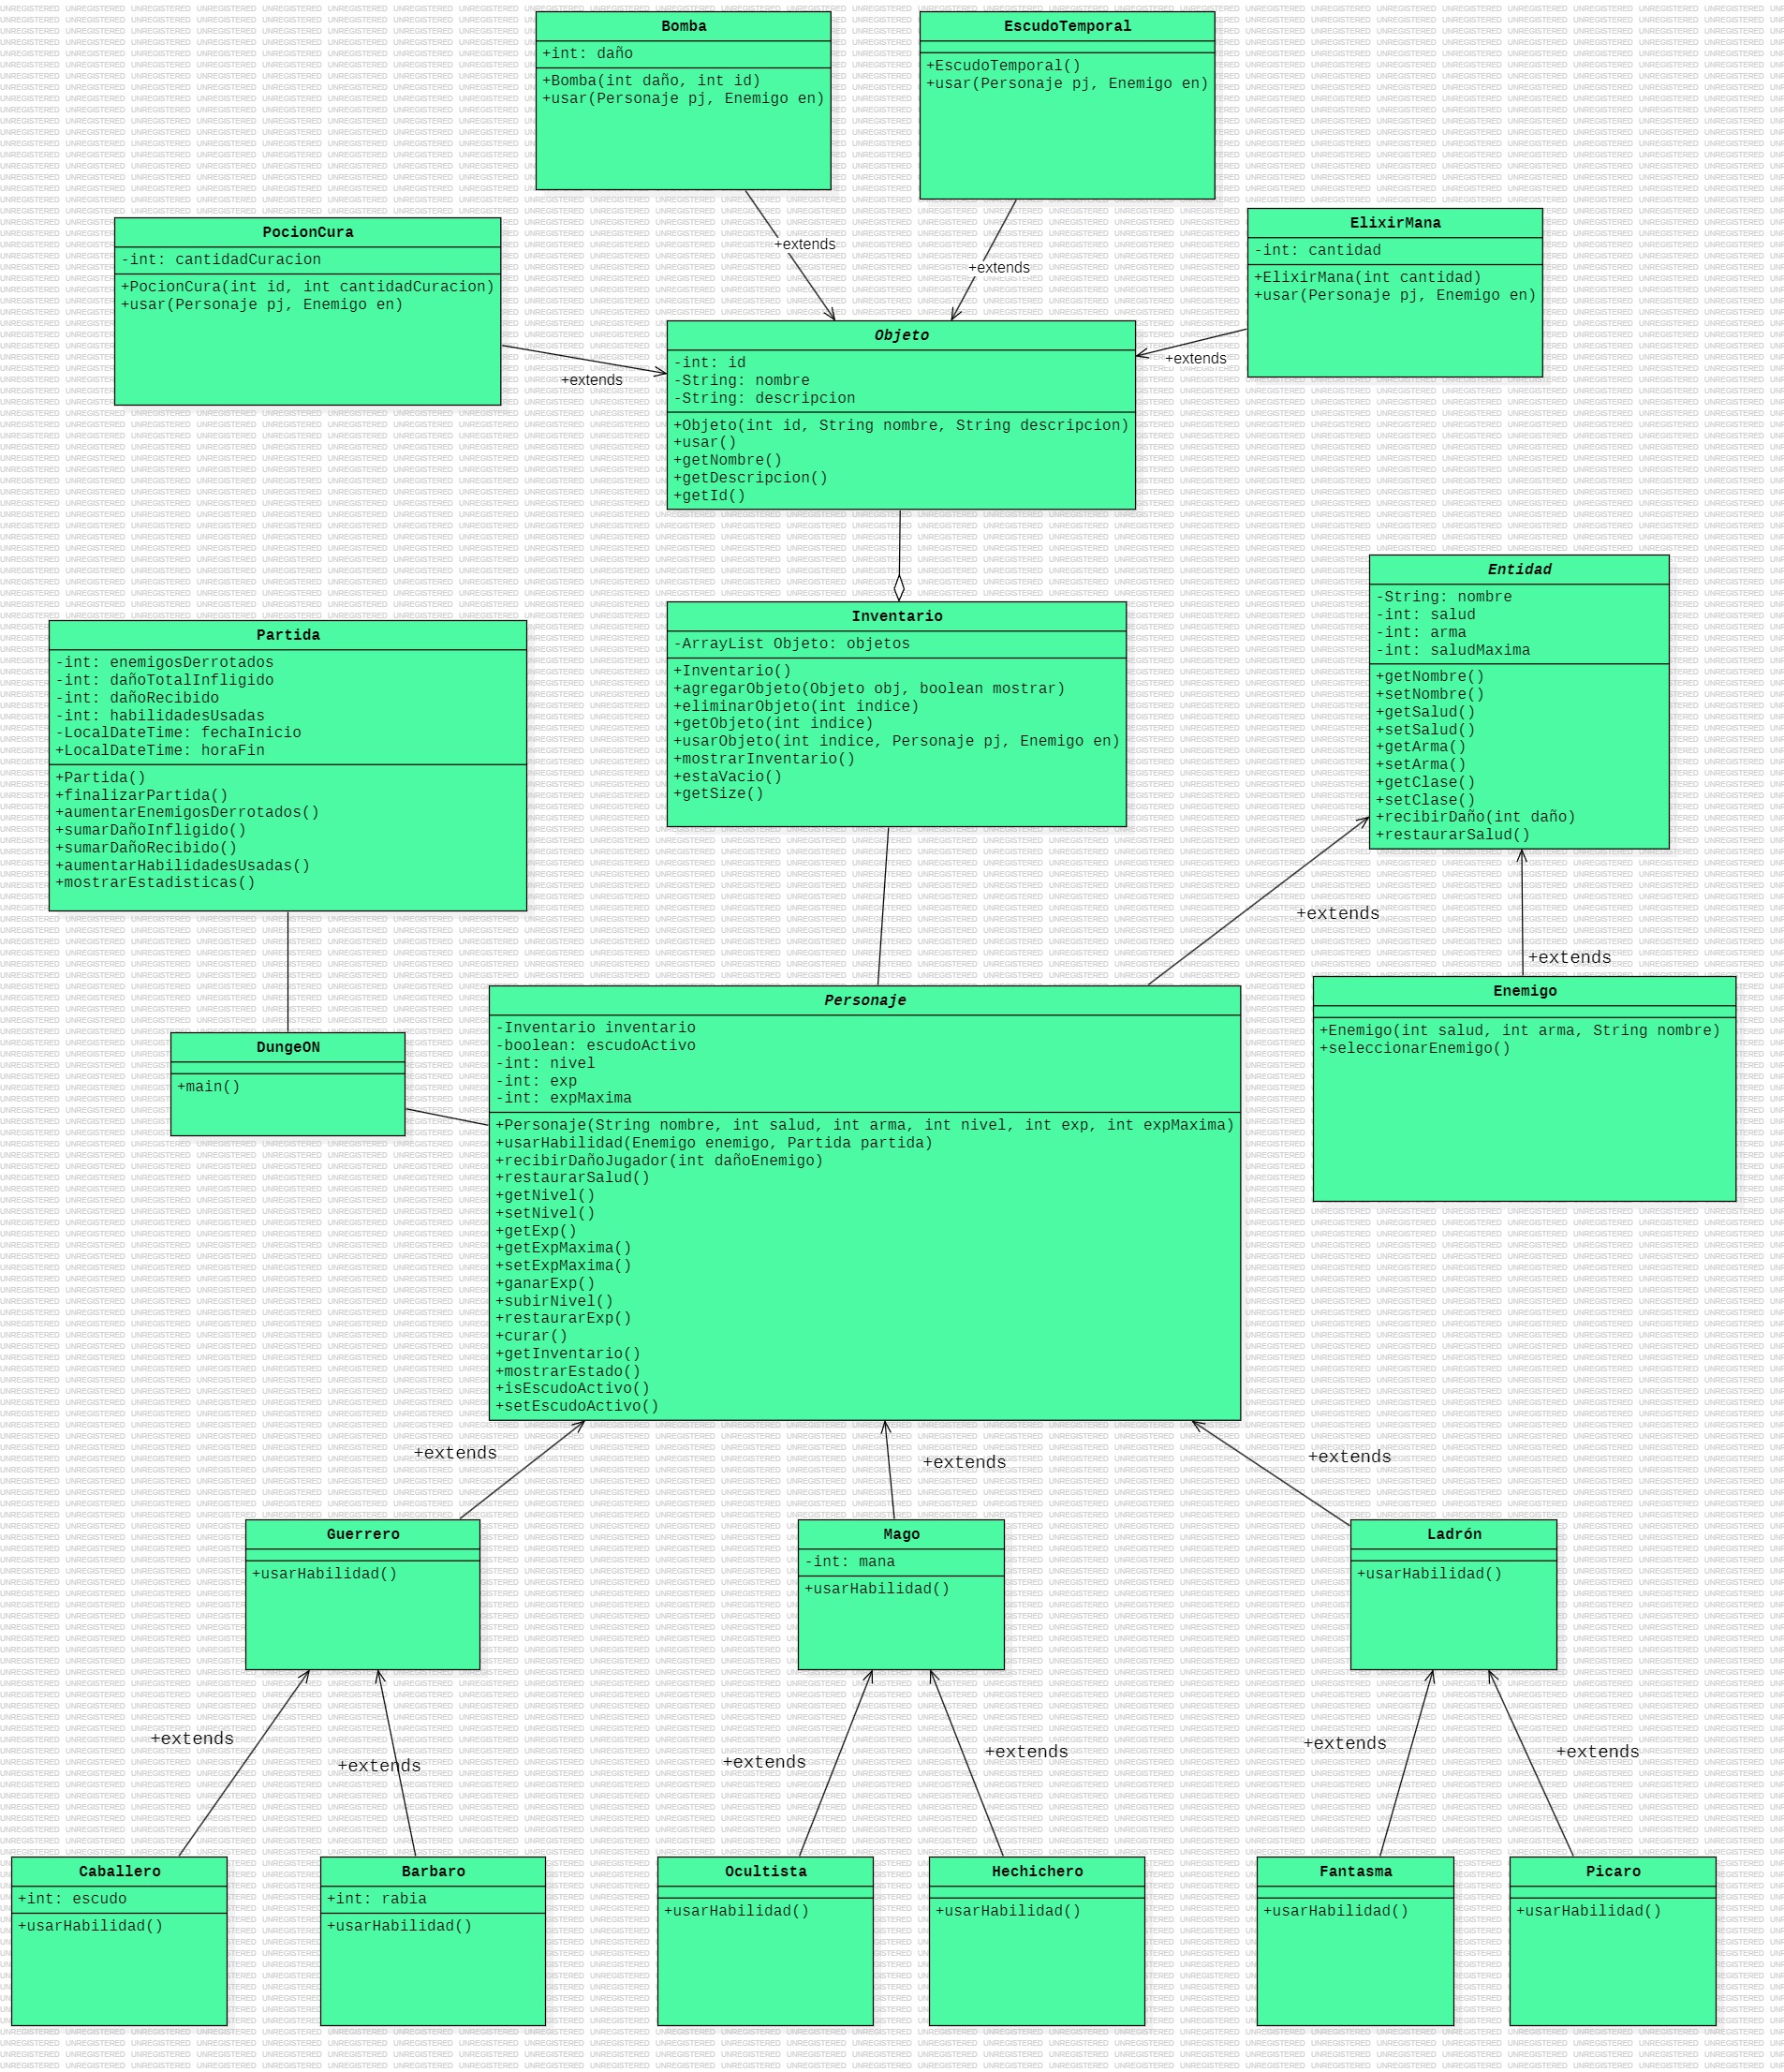 Bomba
+int: daño
+Bomba(int daño, int id)
+usar(Personaje pj, Enemigo en)
EscudoTemporal
+EscudoTemporal()
+usar(Personaje pj, Enemigo en)
PocionCura
-int: cantidadCuracion
+PocionCura(int id, int cantidadCuracion)
+usar(Personaje pj, Enemigo en)
ElixirMana
-int: cantidad
+ElixirMana(int cantidad)
+usar(Personaje pj, Enemigo en)
+extends
+extends
+extends
+extends
Objeto
-int: id
-String: nombre
-String: descripcion
+Objeto(int id, String nombre, String descripcion)
+usar()
+getNombre()
+getDescripcion()
+getId()
Entidad
-String: nombre
-int: salud
-int: arma
-int: saludMaxima
+getNombre()
+setNombre()
+getSalud()
+setSalud()
+getArma()
+setArma()
+getClase()
+setClase()
+recibirDaño(int daño)
+restaurarSalud()
Inventario
-ArrayList Objeto: objetos
+Inventario()
+agregarObjeto(Objeto obj, boolean mostrar)
+eliminarObjeto(int indice)
+getObjeto(int indice)
+usarObjeto(int indice, Personaje pj, Enemigo en)
+mostrarInventario()
+estaVacio()
+getSize()
Partida
-int: enemigosDerrotados
-int: dañoTotalInfligido
-int: dañoRecibido
-int: habilidadesUsadas
-LocalDateTime: fechaInicio
+LocalDateTime: horaFin
+Partida()
+finalizarPartida()
+aumentarEnemigosDerrotados()
+sumarDañoInfligido()
+sumarDañoRecibido()
+aumentarHabilidadesUsadas()
+mostrarEstadisticas()
+extends
+extends
Enemigo
+Enemigo(int salud, int arma, String nombre)
+seleccionarEnemigo()
DungeON
+main()
Personaje
-Inventario inventario
-boolean: escudoActivo
-int: nivel
-int: exp
-int: expMaxima
+Personaje(String nombre, int salud, int arma, int nivel, int exp, int expMaxima)
+usarHabilidad(Enemigo enemigo, Partida partida)
+recibirDañoJugador(int dañoEnemigo)
+restaurarSalud()
+getNivel()
+setNivel()
+getExp()
+getExpMaxima()
+setExpMaxima()
+ganarExp()
+subirNivel()
+restaurarExp()
+curar()
+getInventario()
+mostrarEstado()
+isEscudoActivo()
+setEscudoActivo()
+extends
+extends
+extends
Guerrero
+usarHabilidad()
Mago
-int: mana
+usarHabilidad()
Ladrón
+usarHabilidad()
+extends
+extends
+extends
+extends
+extends
+extends
Caballero
+int: escudo
+usarHabilidad()
Barbaro
+int: rabia
+usarHabilidad()
Ocultista
+usarHabilidad()
Hechichero
+usarHabilidad()
Fantasma
+usarHabilidad()
Picaro
+usarHabilidad()